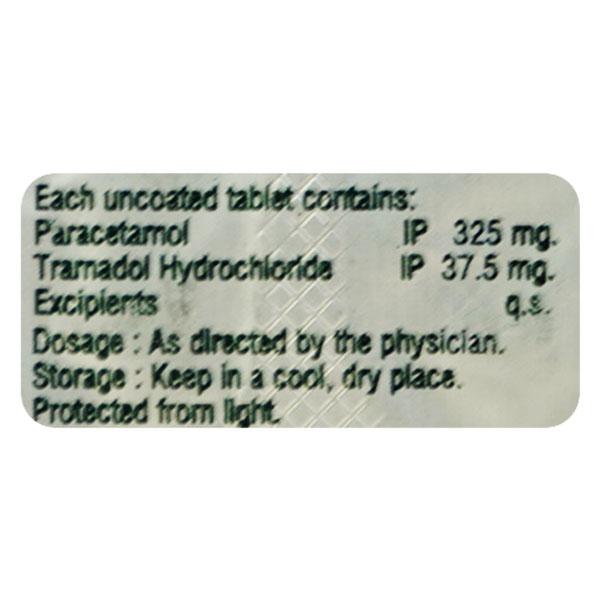 Each uncoated tablet contains:
Paracetamol IP 325 mg.
Tramadol Hydrochloride IP 37.5 mg.
Excipients q.s.
Dosage : As directed by the physician.
Storage : Keep in a cool, dry place.
Protected from light.